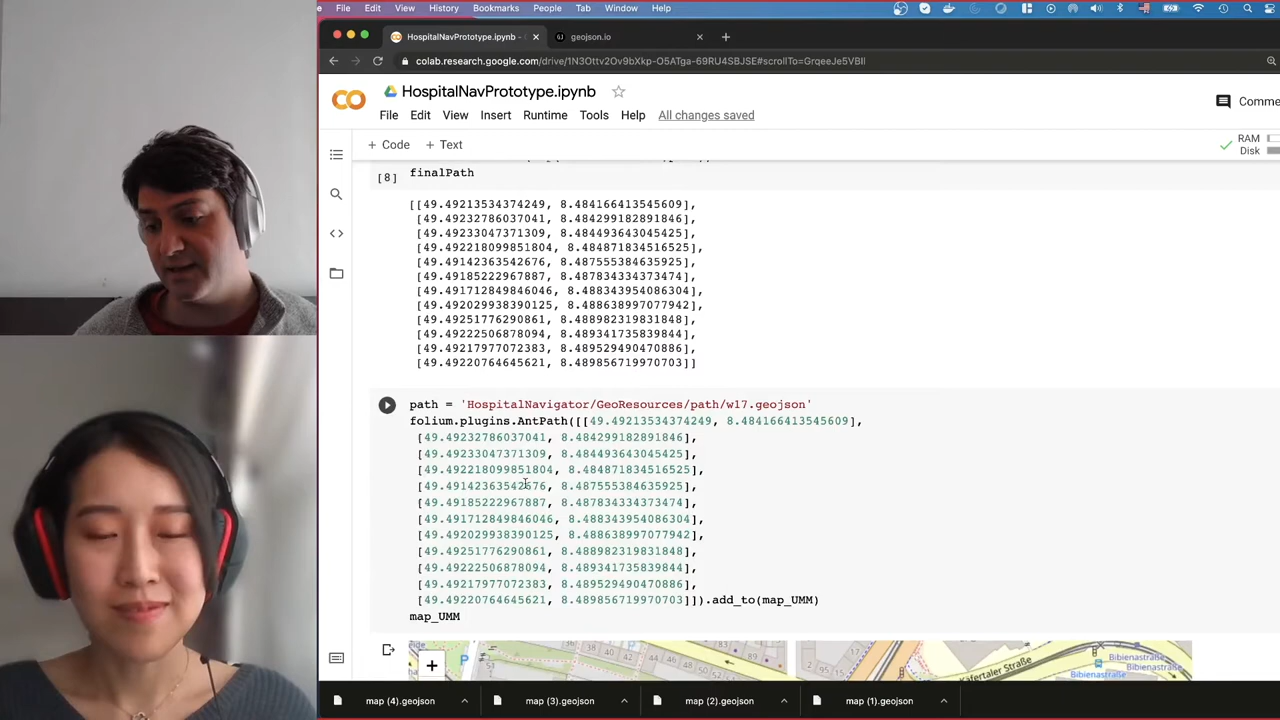 File Edit View History Bookmarks People Tab Window Help
HospitalNavPrototype.ipynb -
geojson.io
colab.research.google.com/drive/1N3Ottv2Ov9bXkp-O5ATga-69RU4SBJSE#scrollTo=GrqeeJe5VBIl
CO
HospitalNavPrototype.ipynb
File Edit View Insert Runtime Tools Help All changes saved
Comme
+ Code + Text
RAM
Disk
[8] finalPath
[[49.49213534374249, 8.484166413545609],
[49.49232786037041, 8.484299182891846],
[49.49233047371309, 8.484493643045425],
[49.492218099851804, 8.484871834516525],
[49.49142363542676, 8.487555384635925],
[49.49185222967887, 8.487834334373474],
[49.491712849846046, 8.488343954086304],
[49.492029938390125, 8.488638997077942],
[49.49251776290861, 8.488982319831848],
[49.49222506878094, 8.489341735839844],
[49.49217977072383, 8.489529490470886],
[49.49220764645621, 8.489856719970703]]
path = 'HospitalNavigator/GeoResources/path/w17.geojson'
folium.plugins.AntPath([[49.49213534374249, 8.484166413545609],
[49.49232786037041, 8.484299182891846],
[49.49233047371309, 8.484493643045425],
[49.492218099851804, 8.484871834516525],
[49.49142363542676, 8.487555384635925],
[49.49185222967887, 8.487834334373474],
[49.491712849846046, 8.488343954086304],
[49.492029938390125, 8.488638997077942],
[49.49251776290861, 8.488982319831848],
[49.49222506878094, 8.489341735839844],
[49.49217977072383, 8.489529490470886],
[49.49220764645621, 8.489856719970703]]).add_to(map_UMM)
map_UMM
+
Käfertaler Straße
Bibienastraße
Bibienastraße
map (4).geojson
map (3).geojson
map (2).geojson
map (1).geojson